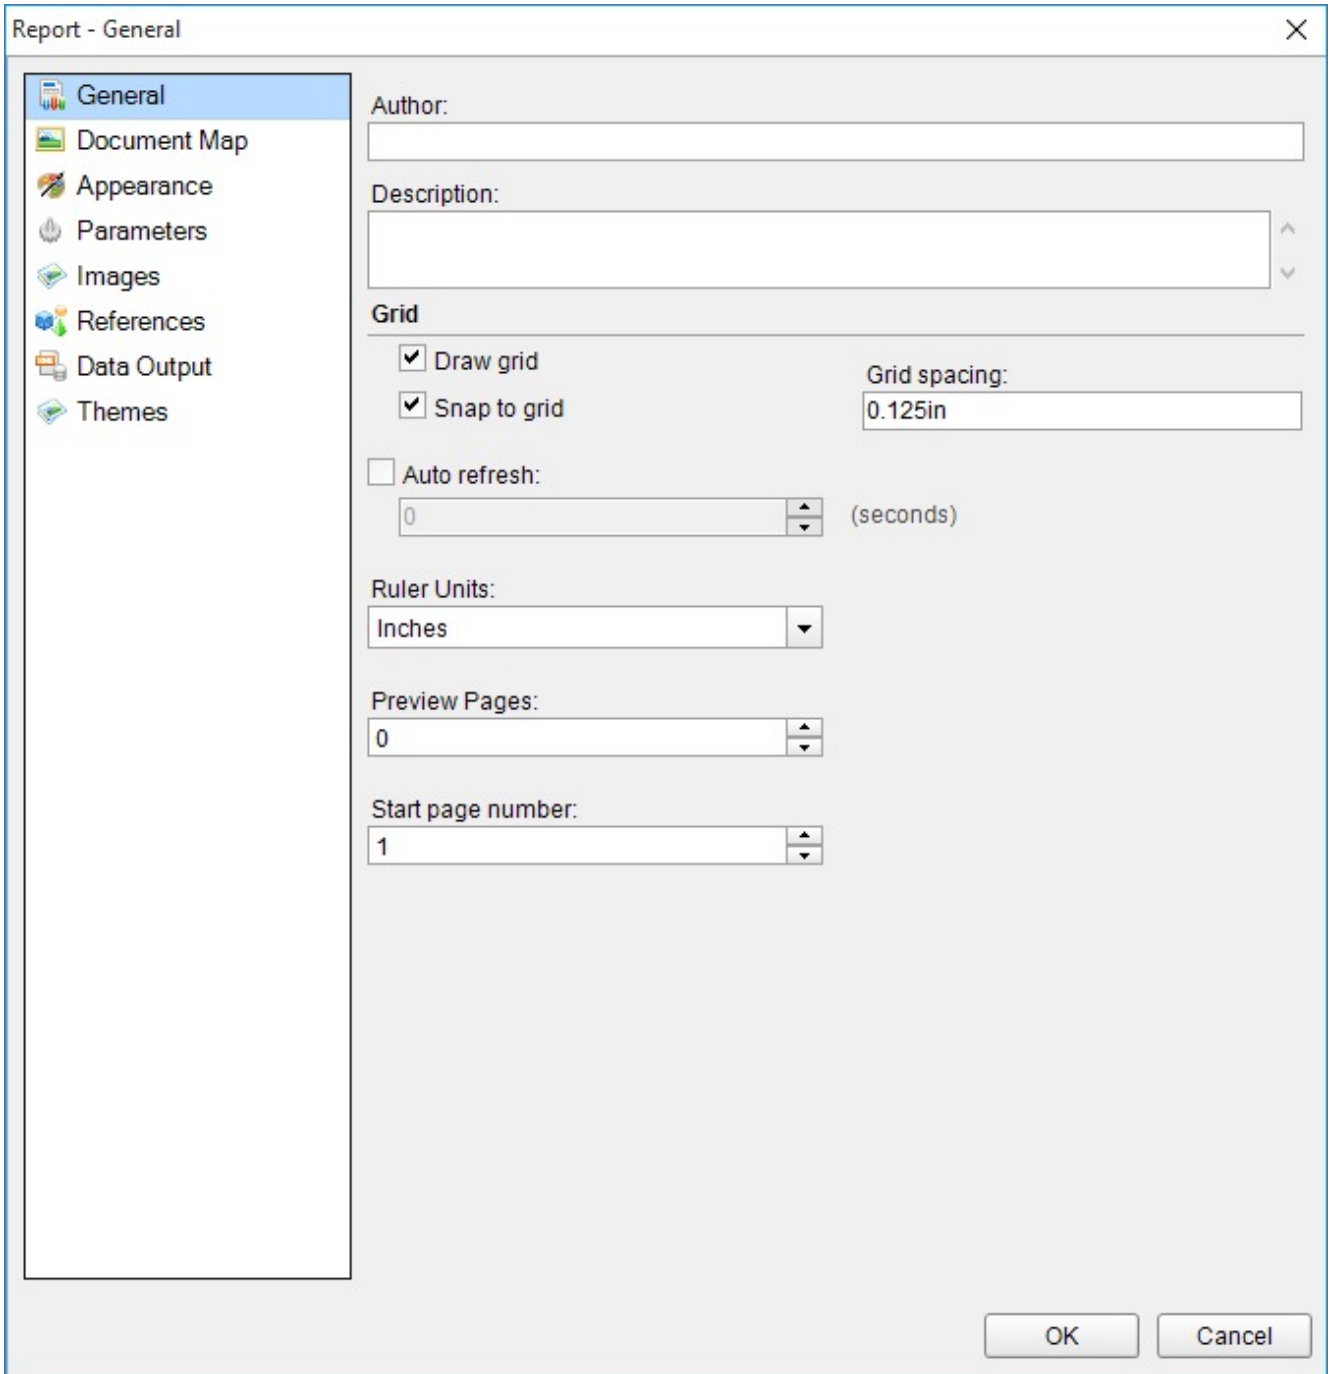 Report - General
General
Document Map
Appearance
Parameters
Images
References
Data Output
Themes
Author:
Description:
Grid
Draw grid
Snap to grid
Grid spacing:
0.125in
Auto refresh:
0
(seconds)
Ruler Units:
Inches
Preview Pages:
0
Start page number:
1
OK
Cancel